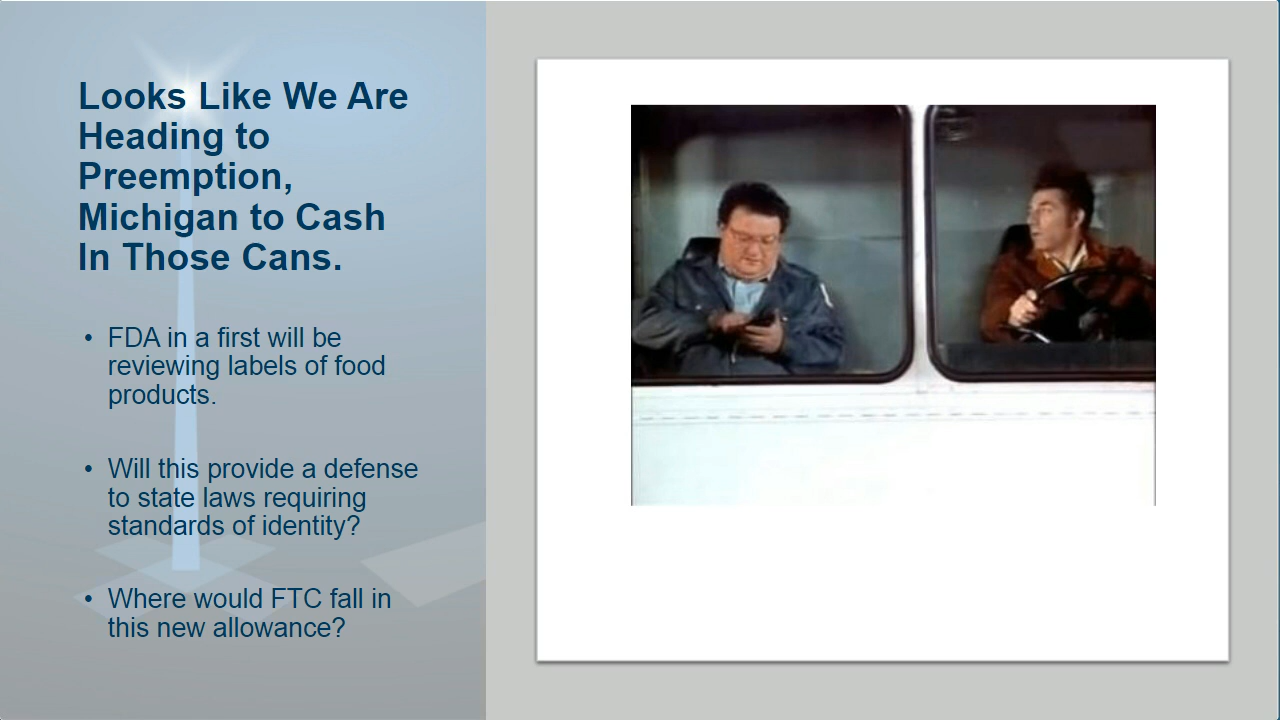 Looks Like We Are
Heading to
Preemption,
Michigan to Cash
In Those Cans.
• FDA in a first will be
reviewing labels of food
products.
• Will this provide a defense
to state laws requiring
standards of identity?
• Where would FTC fall in
this new allowance?